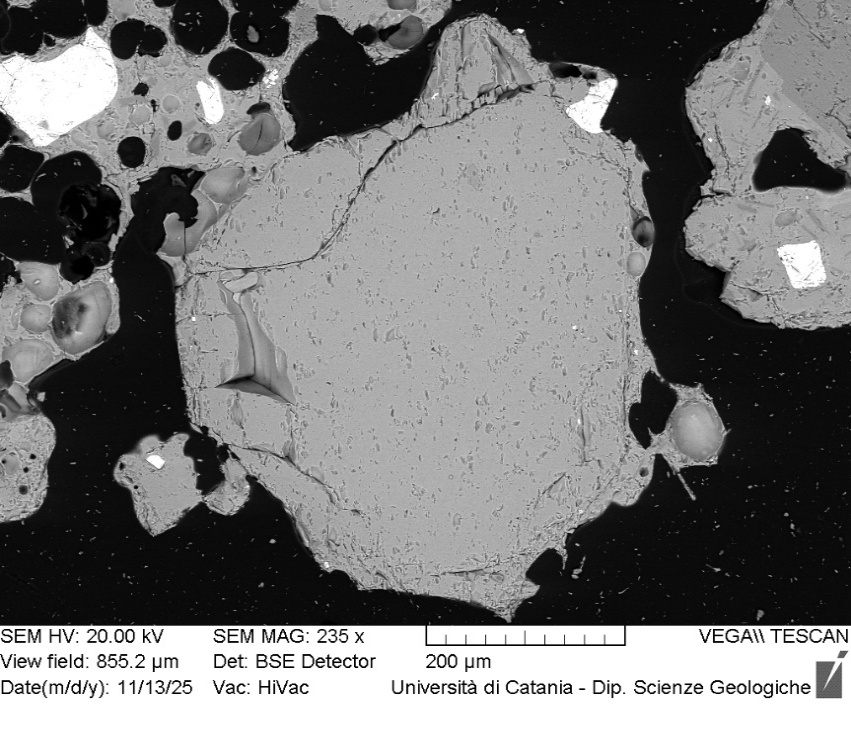 SEM HV: 20.00 kV SEM MAG: 235 x VEGA\\ TESCAN
View field: 855.2 µm Det: BSE Detector 200 µm
Date(m/d/y): 11/13/25 Vac: HiVac Università di Catania - Dip. Scienze Geologiche